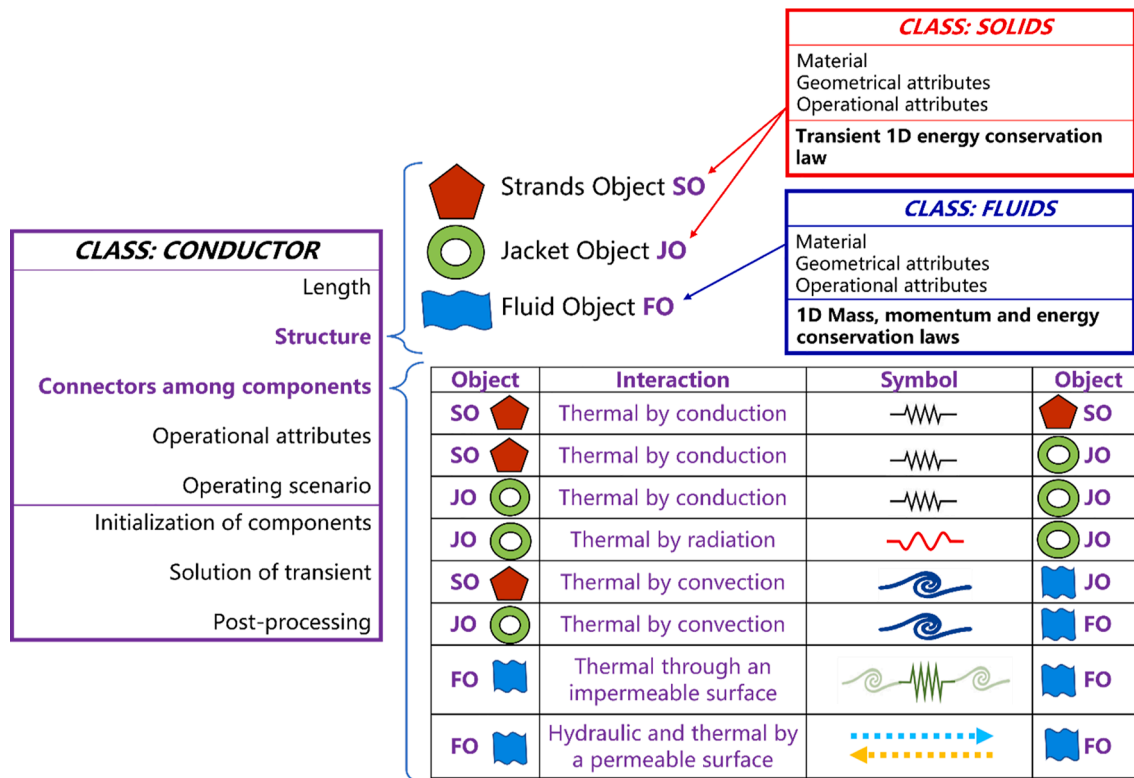 CLASS: SOLIDS
Material
Geometrical attributes
Operational attributes
Transient 1D energy conservation
law
Strands Object SO
Jacket Object JO
Fluid Object FO
CLASS: FLUIDS
Material
Geometrical attributes
Operational attributes
1D Mass, momentum and energy
conservation laws
CLASS: CONDUCTOR
Length
Structure
Connectors among components
Operational attributes
Operating scenario
Initialization of components
Solution of transient
Post-processing
Object Interaction Symbol Object
SO Thermal by conduction SO
SO Thermal by conduction JO
JO Thermal by conduction JO
JO Thermal by radiation JO
SO Thermal by convection JO
JO Thermal by convection FO
FO Thermal through an
impermeable surface FO
FO Hydraulic and thermal by
a permeable surface FO